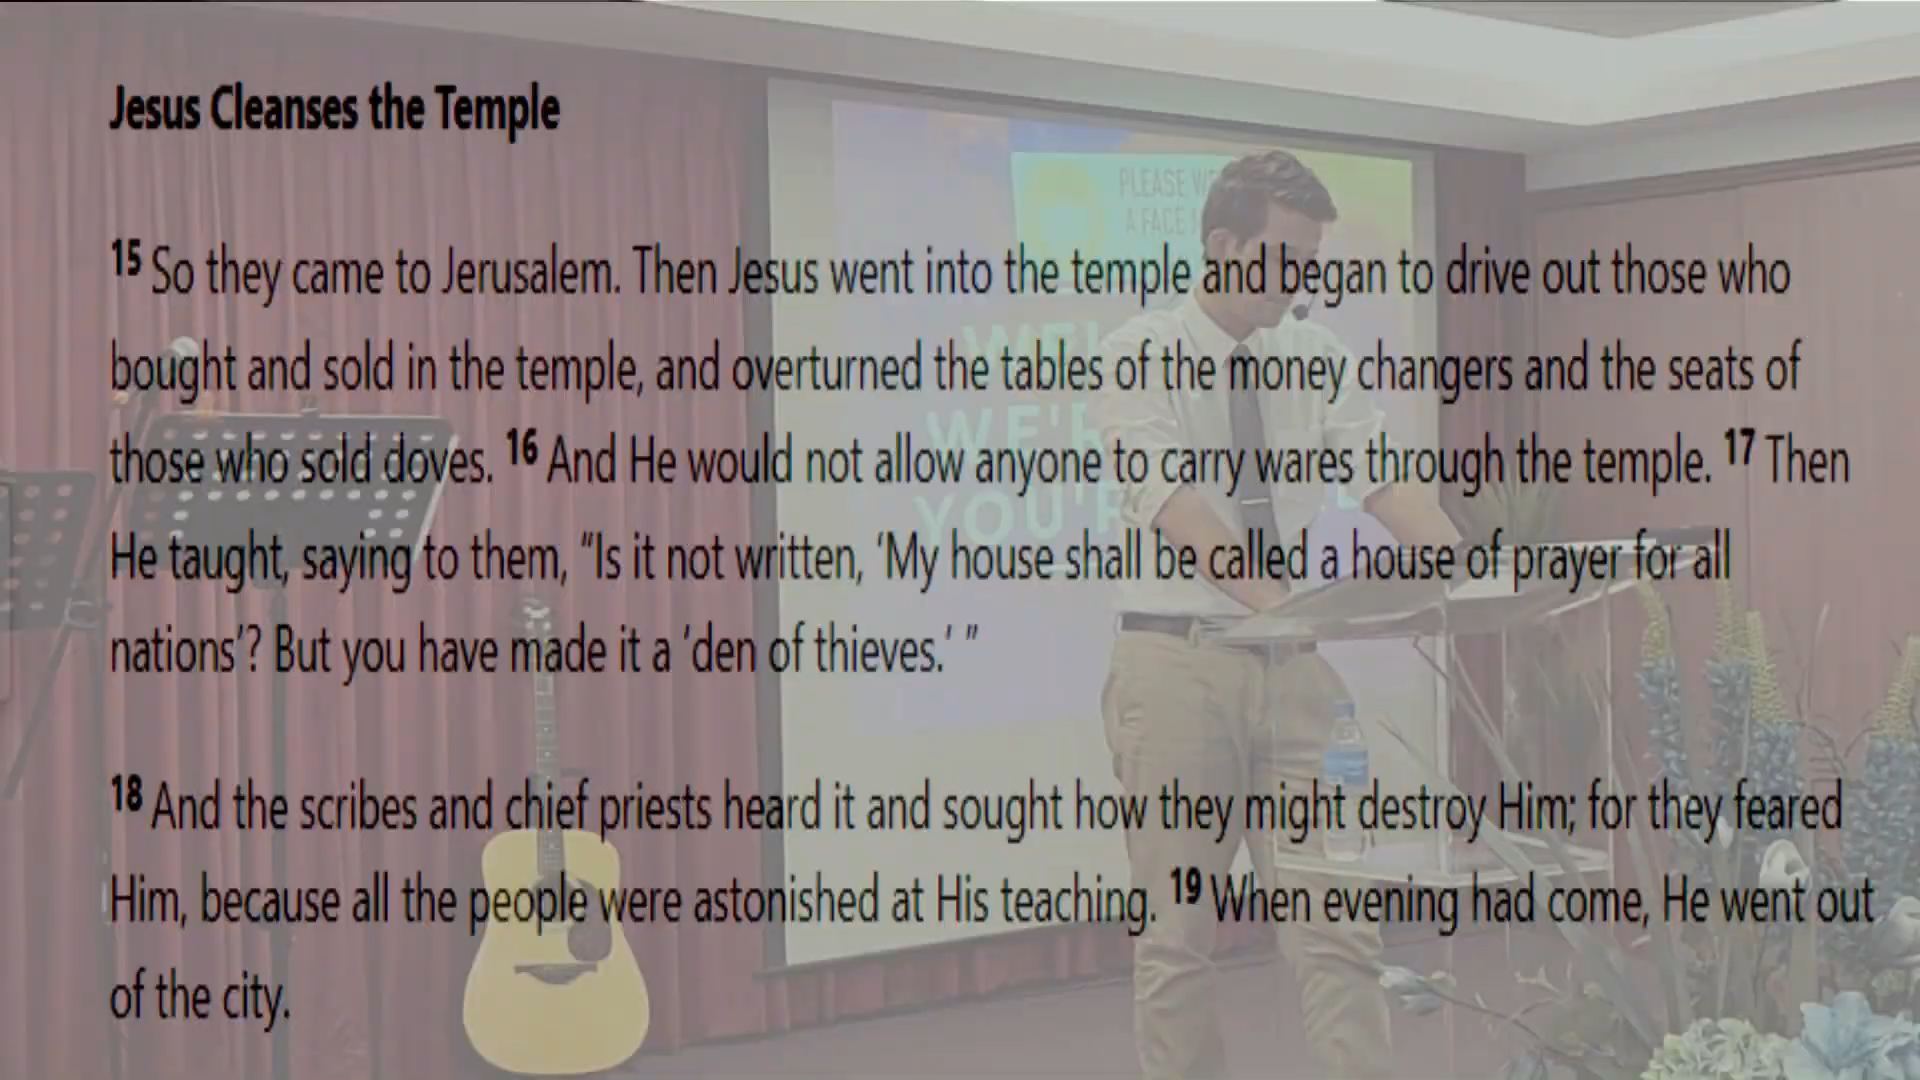 Jesus Cleanses the Temple
15 So they came to Jerusalem. Then Jesus went into the temple and began to drive out those who
bought and sold in the temple, and overturned the tables of the money changers and the seats of
those who sold doves. 16 And He would not allow anyone to carry wares through the temple. 17 Then
He taught, saying to them, “Is it not written, ‘My house shall be called a house of prayer for all
nations’? But you have made it a ‘den of thieves.’ ”
18 And the scribes and chief priests heard it and sought how they might destroy Him; for they feared
Him, because all the people were astonished at His teaching. 19 When evening had come, He went out
of the city.
PLEASE
A FACE